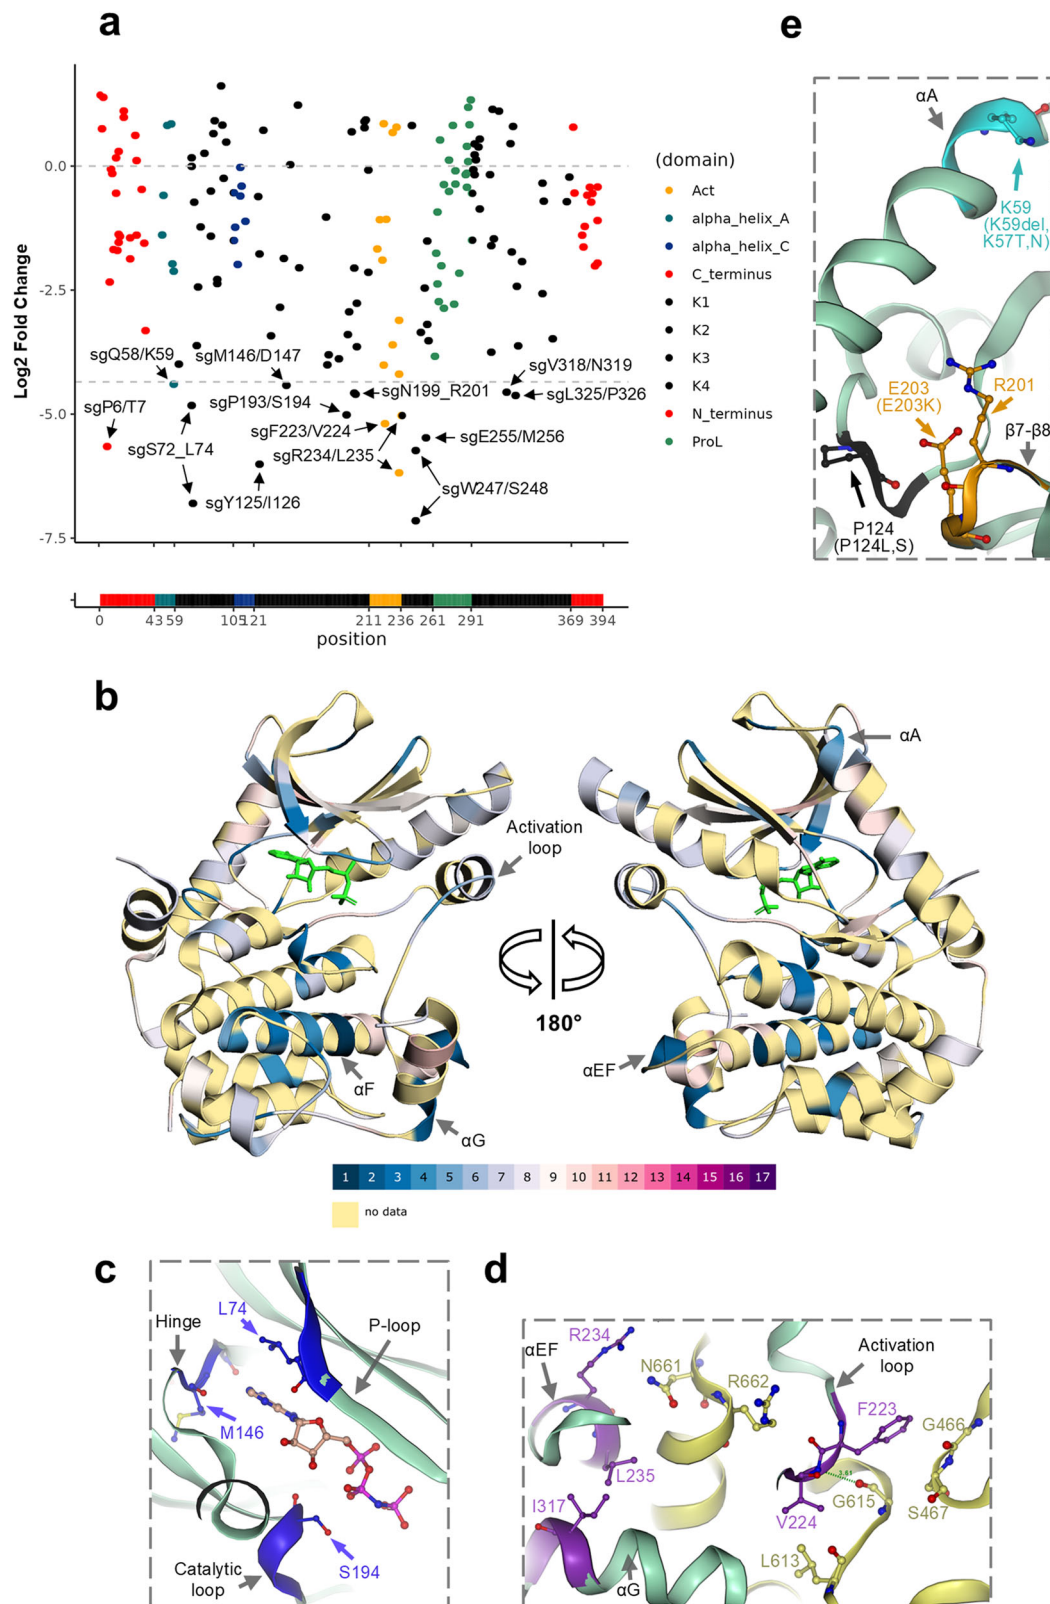 a
Log2 Fold Change
0.0
-2.5
-5.0
-7.5
sgQ58/K59
sgM146/D147
sgV318/N319
sgP193/S194
sgN199_R201
sgL325/P326
sgP6/T7
sgF223/V224
sgE255/M256
sgS72_L74
sgR234/L235
sgW247/S248
sgY125/I126
0
43
59
105
121
211
236
261
291
369
394
position
(domain)
Act
alpha_helix_A
alpha_helix_C
C_terminus
K1
K2
K3
K4
N_terminus
ProL
e
αA
K59
(K59del,
K57T,N)
E203
(E203K)
R201
β7-β8
P124
(P124L,S)
b
αA
Activation
loop
180°
αEF
αF
αG
1 2 3 4 5 6 7 8 9 10 11 12 13 14 15 16 17
no data
c
L74
Hinge
P-loop
M146
Catalytic
loop
S194
d
R234
αEF
N661
R662
Activation
loop
F223
G466
L235
I317
3.61
G615
S467
V224
L613
αG